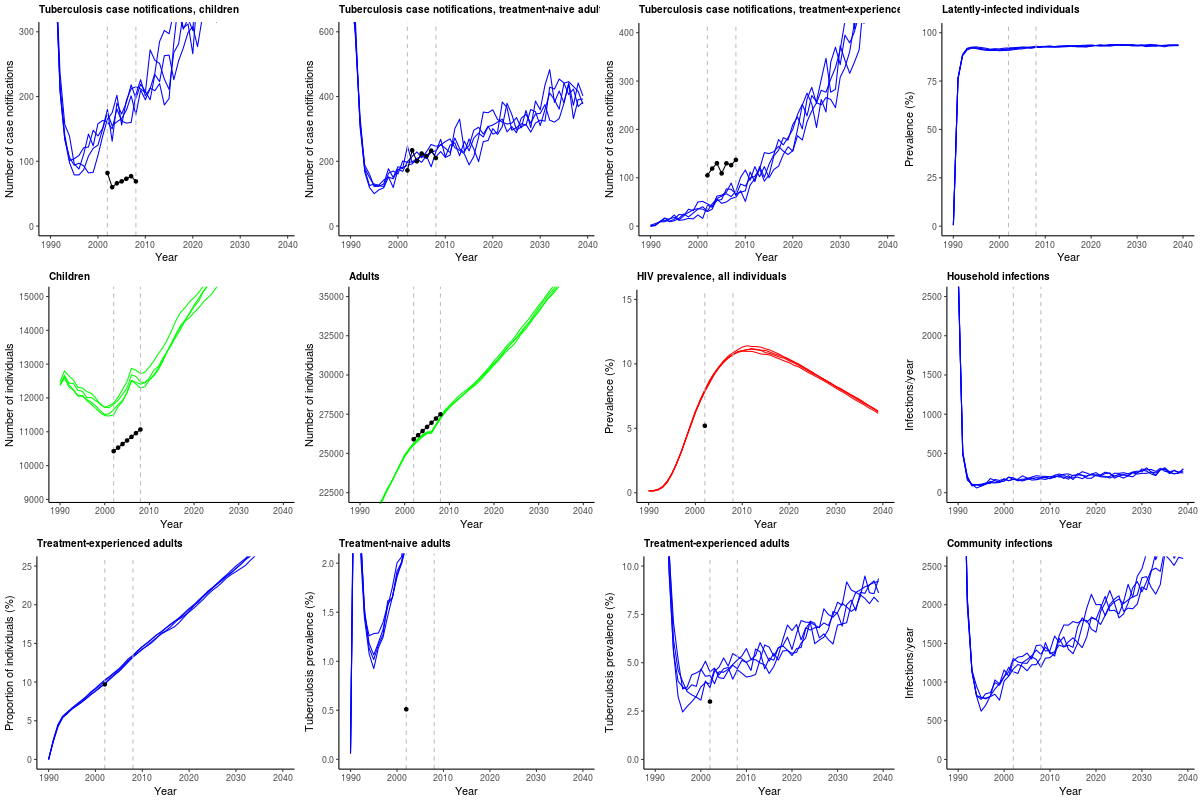 Tuberculosis case notifications, children
Number of case notifications
300
200
100
0
1990 2000 2010 2020 2030 2040
Year
Tuberculosis case notifications, treatment-naive adul
Number of case notifications
600
400
200
0
1990 2000 2010 2020 2030 2040
Year
Tuberculosis case notifications, treatment-experience
Number of case notifications
400
300
200
100
0
1990 2000 2010 2020 2030 2040
Year
Latently-infected individuals
Prevalence (%)
100
75
50
25
0
1990 2000 2010 2020 2030 2040
Year
Children
Number of individuals
15000
14000
13000
12000
11000
10000
9000
1990 2000 2010 2020 2030 2040
Year
Adults
Number of individuals
35000
32500
30000
27500
25000
22500
1990 2000 2010 2020 2030 2040
Year
HIV prevalence, all individuals
Prevalence (%)
15
10
5
0
1990 2000 2010 2020 2030 2040
Year
Household infections
Infections/year
2500
2000
1500
1000
500
0
1990 2000 2010 2020 2030 2040
Year
Treatment-experienced adults
Proportion of individuals (%)
25
20
15
10
5
0
1990 2000 2010 2020 2030 2040
Year
Treatment-naive adults
Tuberculosis prevalence (%)
2.0
1.5
1.0
0.5
0.0
1990 2000 2010 2020 2030 2040
Year
Treatment-experienced adults
Tuberculosis prevalence (%)
10.0
7.5
5.0
2.5
0.0
1990 2000 2010 2020 2030 2040
Year
Community infections
Infections/year
2500
2000
1500
1000
500
0
1990 2000 2010 2020 2030 2040
Year